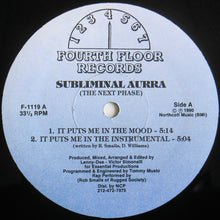 1 2 3 4 5 6 7
FOURTH FLOOR
RECORDS
SUBLIMINAL AURRA
(THE NEXT PHASE)
F-1119 A
33⅓ RPM
Side A
℗ 1990
Northcott Music (BMI)
1. IT PUTS ME IN THE MOOD - 5:14
2. IT PUTS ME IN THE INSTRUMENTAL - 5:04
(written by R. Smalls, D. Williams)
Produced, Mixed, Arranged & Edited by
Lenny-Dee - Victor Simonelli
for Essential Productions
Programmed & Engineered by Tommy Musto
Rap Performed by
(Rob Smalls of Rugged Society)
Dist. by NCP
212-473-7979